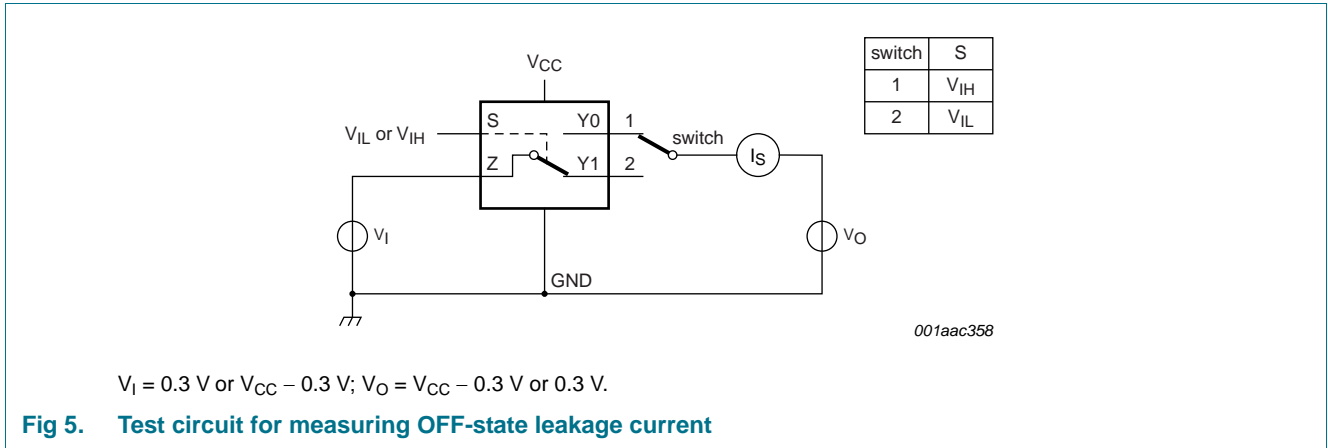 switch S
1 VIH
2 VIL
VCC
VIL or VIH
S Y0 1
switch
IS
Z Y1 2
VI
VO
GND
001aac358
VI = 0.3 V or VCC − 0.3 V; VO = VCC − 0.3 V or 0.3 V.
Fig 5. Test circuit for measuring OFF-state leakage current